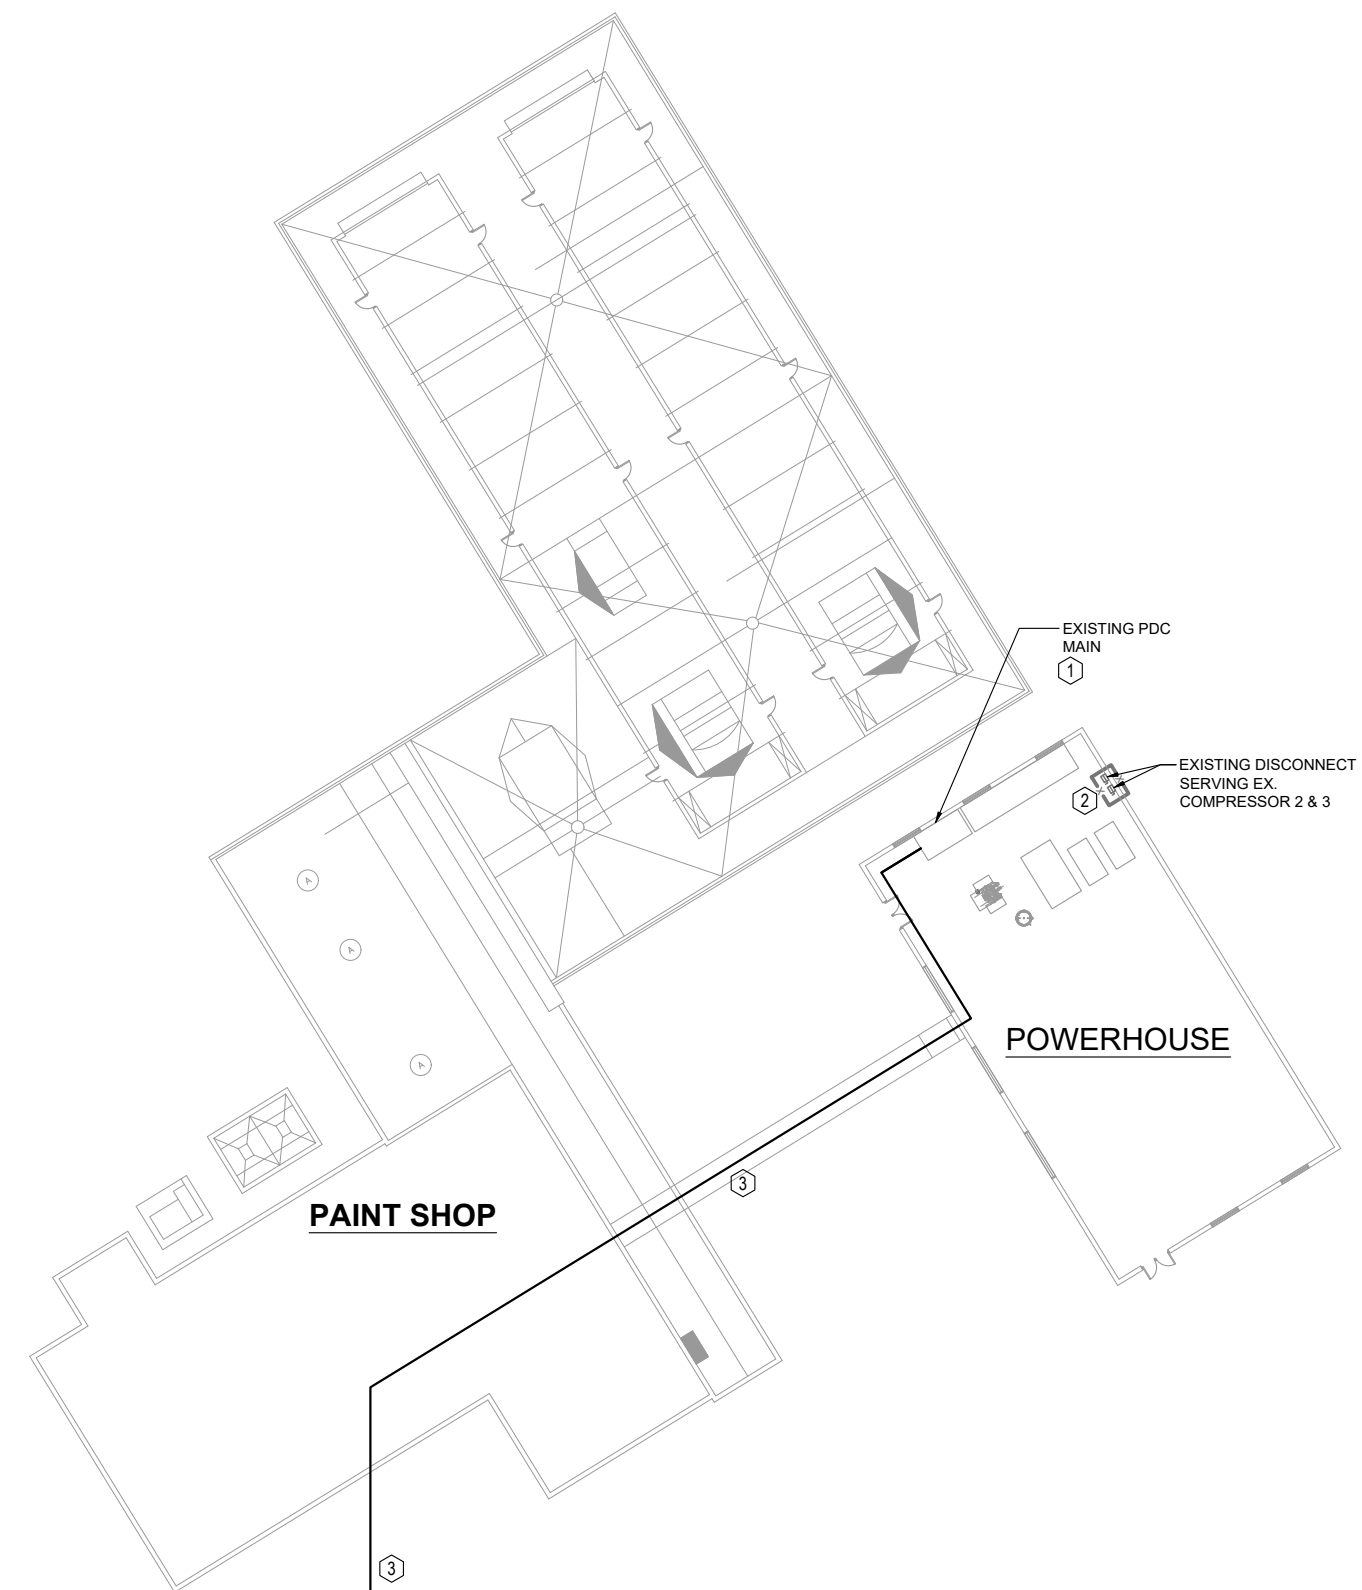 EXISTING PDC
MAIN
1
EXISTING DISCONNECT
SERVING EX.
COMPRESSOR 2 & 3
2
A
A
A
POWERHOUSE
3
PAINT SHOP
3